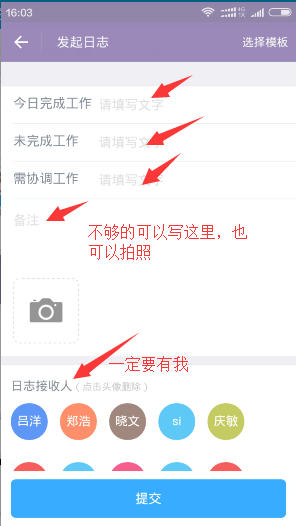 16:03
4G
1X
发起日志
选择模板
今日完成工作 请填写文字
未完成工作 请填写文字
需协调工作 请填写文字
备注
不够的可以写这里，也
可以拍照
一定要有我
日志接收人（点击头像删除）
吕洋 郑浩 晓文 si 庆敏
提交